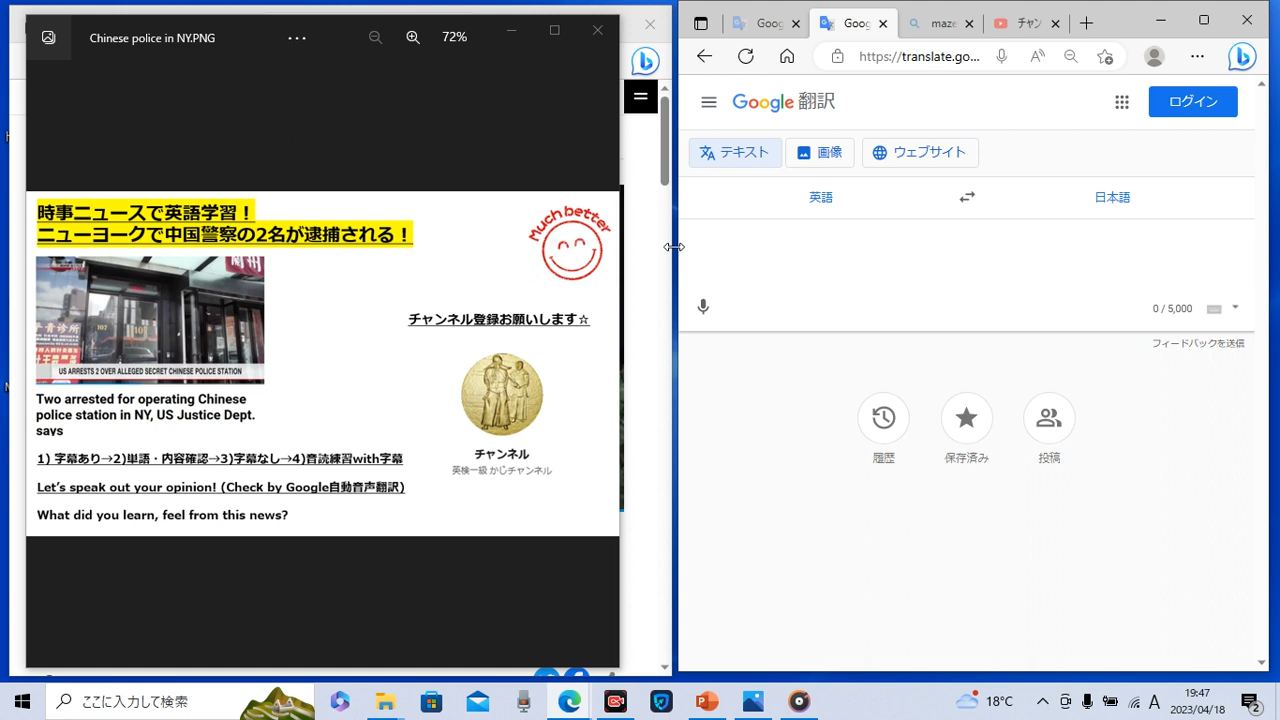 Chinese police in NY.PNG
72%
時事ニュースで英語学習！
ニューヨークで中国警察の2名が逮捕される！
Much better
US ARRESTS 2 OVER ALLEGED SECRET CHINESE POLICE STATION
Two arrested for operating Chinese
police station in NY, US Justice Dept.
says
1) 字幕あり→2)単語・内容確認→3)字幕なし→4)音読練習with字幕
Let's speak out your opinion! (Check by Google自動音声翻訳)
What did you learn, feel from this news?
チャンネル登録お願いします☆
チャンネル
英検一級 かじチャンネル
Goog
Goog
maze
チャン
https://translate.go...
Google 翻訳
ログイン
テキスト
画像
ウェブサイト
英語
日本語
0 / 5,000
フィードバックを送信
履歴
保存済み
投稿
ここに入力して検索
18°C
A
19:47
2023/04/18
2